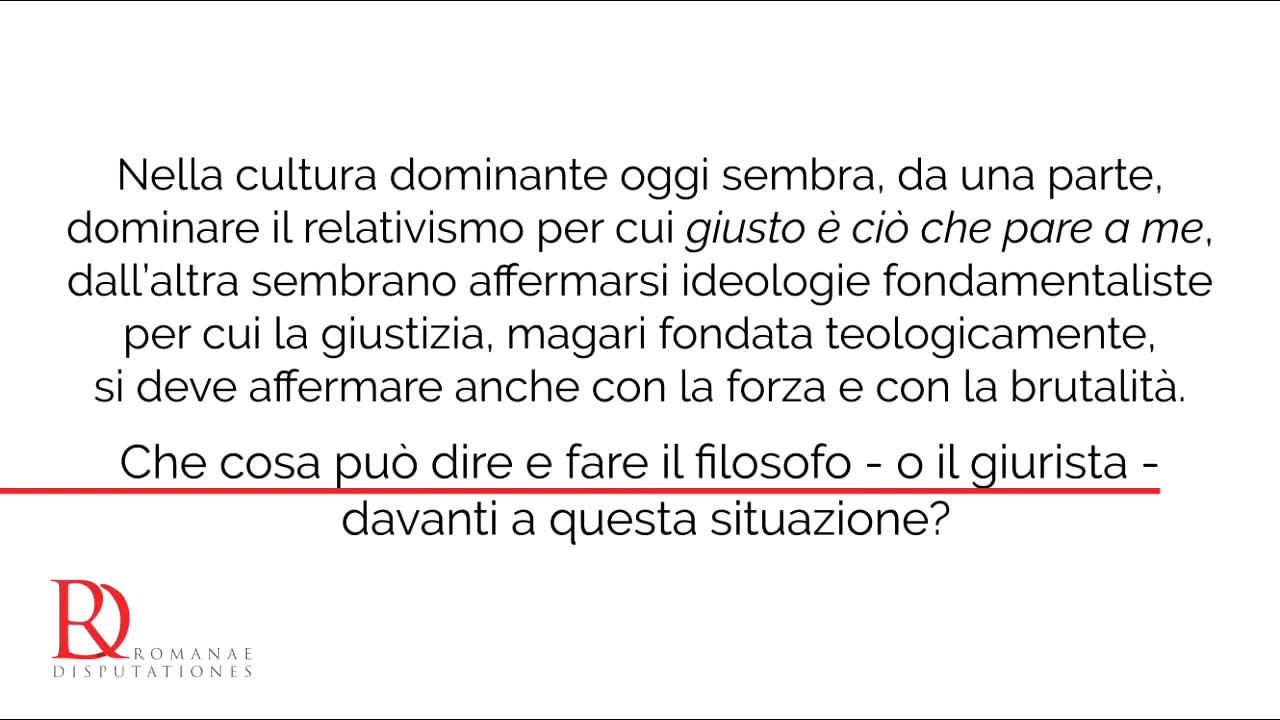 Nella cultura dominante oggi sembra, da una parte,
dominare il relativismo per cui giusto è ciò che pare a me,
dall'altra sembrano affermarsi ideologie fondamentaliste
per cui la giustizia, magari fondata teologicamente,
si deve affermare anche con la forza e con la brutalità.
Che cosa può dire e fare il filosofo - o il giurista -
davanti a questa situazione?
RD ROMANAE
DISPUTATIONES